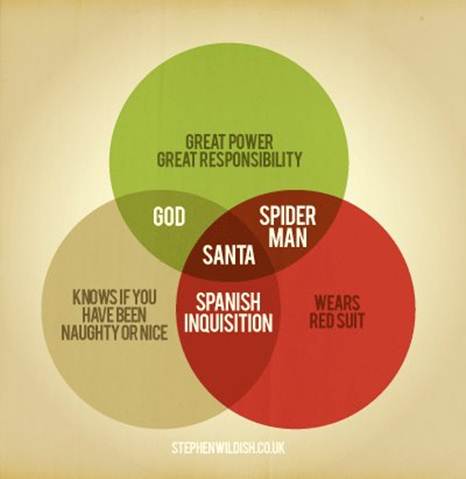 GREAT POWER
GREAT RESPONSIBILITY
GOD
SPIDER
MAN
SANTA
KNOWS IF YOU
HAVE BEEN
NAUGHTY OR NICE
SPANISH
INQUISITION
WEARS
RED SUIT
STEPHENWILDISH.CO.UK